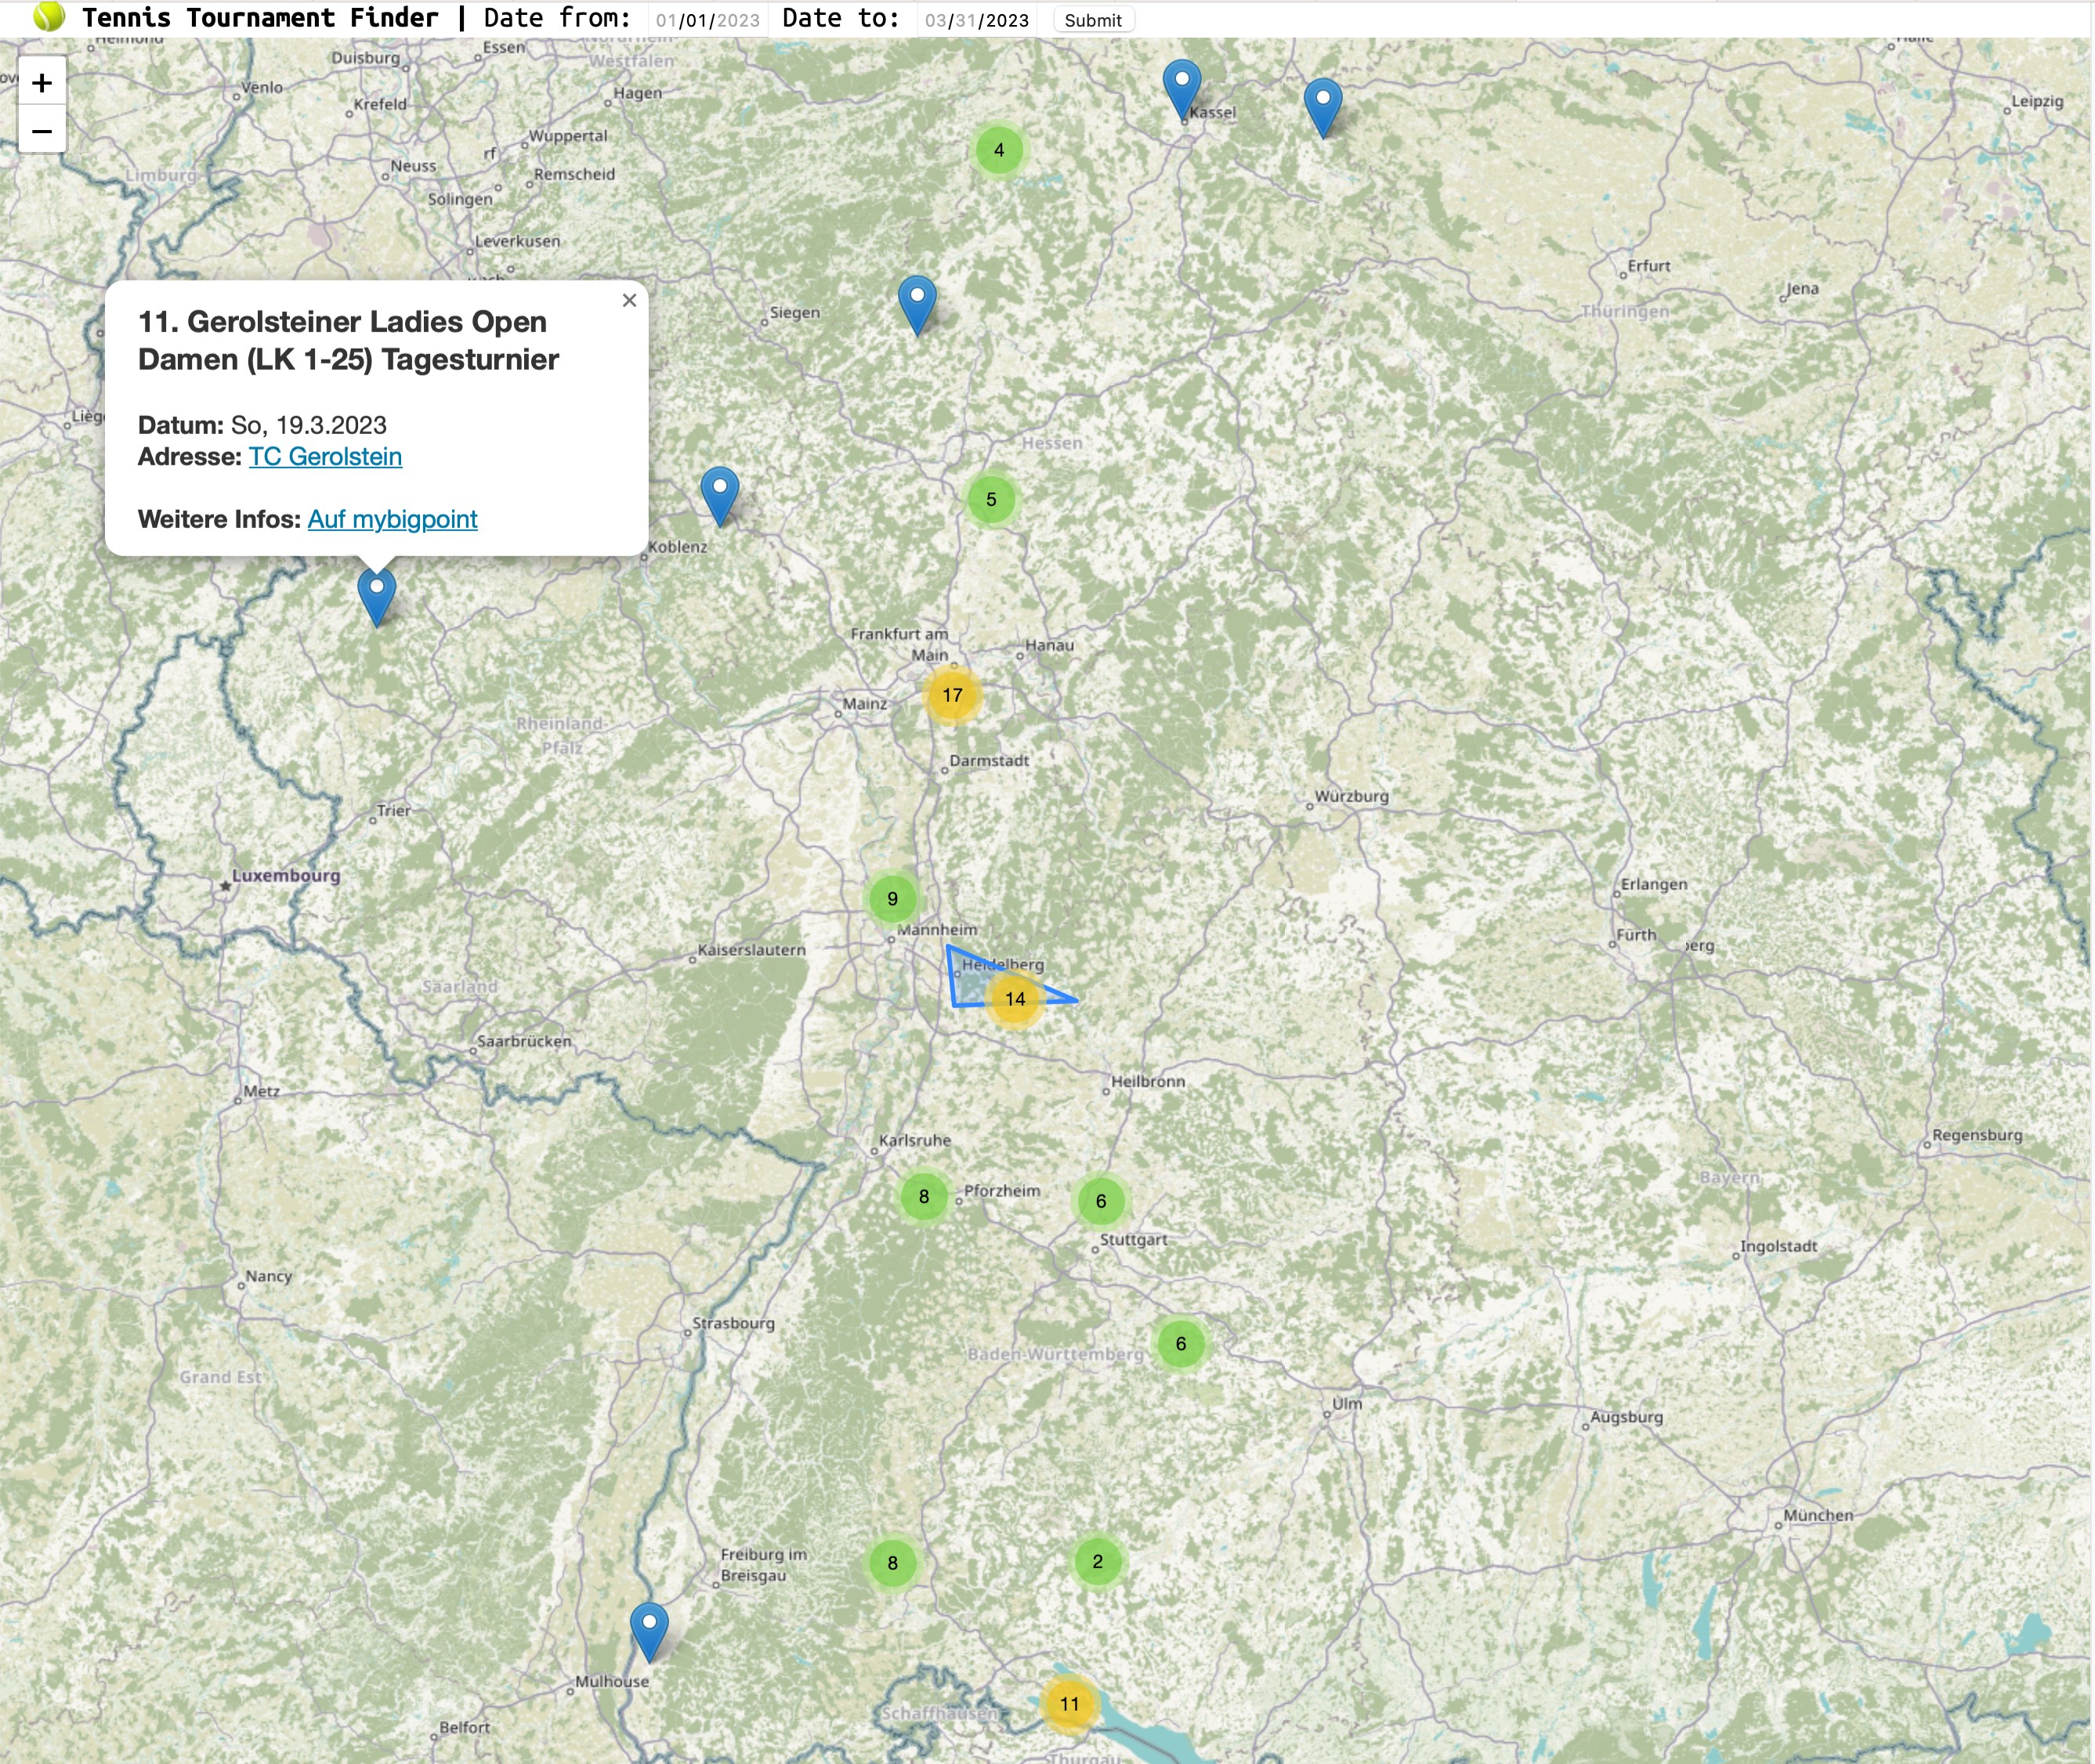 Tennis Tournament Finder | Date from: 01/01/2023 Date to: 03/31/2023 Submit
+
−
Duisburg
Essen
Westfalen
Venlo
Krefeld
Hagen
Kassel
Leipzig
Wuppertal
4
rf
Neuss
Remscheid
Limburg
Solingen
Leverkusen
Erfurt
Jena
Thüringen
Siegen
11. Gerolsteiner Ladies Open
Damen (LK 1-25) Tagesturnier
×
Datum: So, 19.3.2023
Adresse: TC Gerolstein
Weitere Infos: Auf mybigpoint
Hessen
5
Koblenz
Frankfurt am
Main
Hanau
17
Mainz
Rheinland-
Pfalz
Darmstadt
Würzburg
Trier
Luxembourg
Erlangen
9
Mannheim
Fürth
berg
Kaiserslautern
Heidelberg
14
Saarland
Saarbrücken
Metz
Heilbronn
Karlsruhe
Regensburg
Bayern
8
Pforzheim
6
Stuttgart
Ingolstadt
Nancy
Strasbourg
6
Baden-Württemberg
Grand Est
Ulm
Augsburg
München
Freiburg im
Breisgau
8
2
Mulhouse
11
Schaffhausen
Belfort
Thurgau